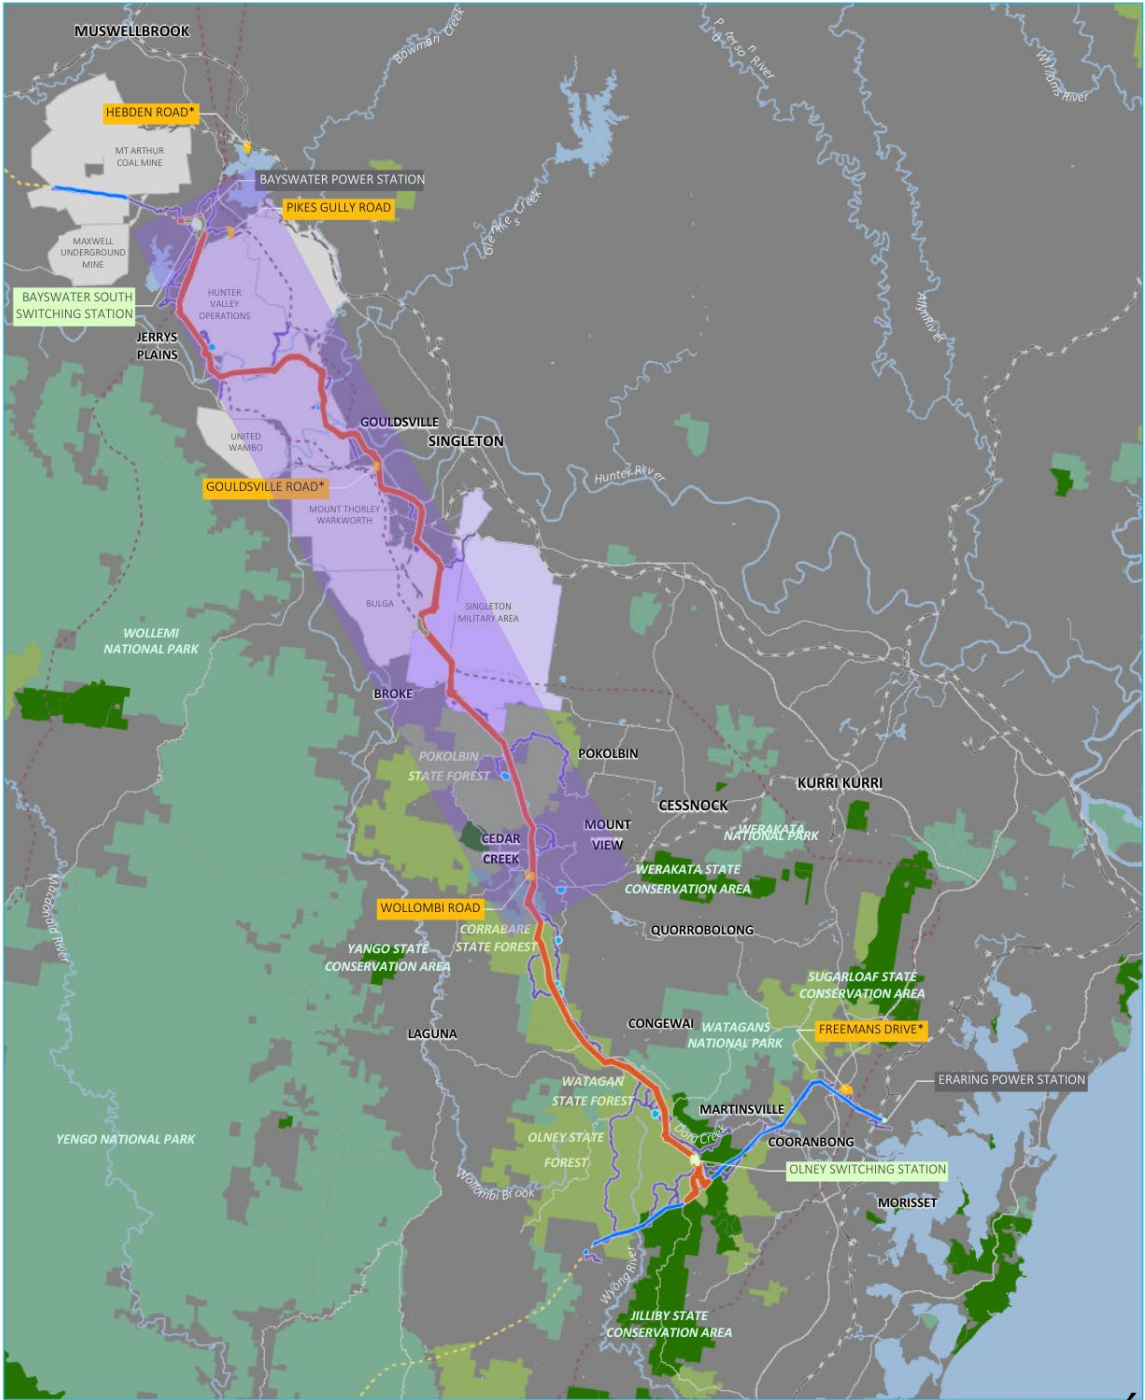 MUSWELLBROOK
Bowman Creek
Paterson River
Williams River
HEBDEN ROAD*
MT ARTHUR
COAL MINE
BAYSWATER POWER STATION
PIKES GULLY ROAD
Glennies Creek
MAXWELL
UNDERGROUND
MINE
BAYSWATER SOUTH
SWITCHING STATION
HUNTER
VALLEY
OPERATIONS
Allyn River
JERRYS
PLAINS
GOULDSVILLE
SINGLETON
UNITED
WAMBO
Hunter River
GOULDSVILLE ROAD*
MOUNT THORLEY
WARKWORTH
BULGA
SINGLETON
MILITARY AREA
WOLLEMI
NATIONAL PARK
BROKE
POKOLBIN
STATE FOREST
POKOLBIN
KURRI KURRI
CESSNOCK
MOUNT
VIEW
WERAKATA
NATIONAL PARK
CEDAR
CREEK
WERAKATA STATE
CONSERVATION AREA
Macdonald River
WOLLOMBI ROAD
CORRABARE
STATE FOREST
QUORROBOLONG
YANGO STATE
CONSERVATION AREA
SUGARLOAF STATE
CONSERVATION AREA
LAGUNA
CONGEWAI
WATAGANS
NATIONAL PARK
FREEMANS DRIVE*
ERARING POWER STATION
WATAGAN
STATE FOREST
MARTINSVILLE
Dora Creek
YENGO NATIONAL PARK
OLNEY STATE
FOREST
COORANBONG
OLNEY SWITCHING STATION
Wollombi Brook
MORISSET
Wyong River
JILLIBY STATE
CONSERVATION AREA